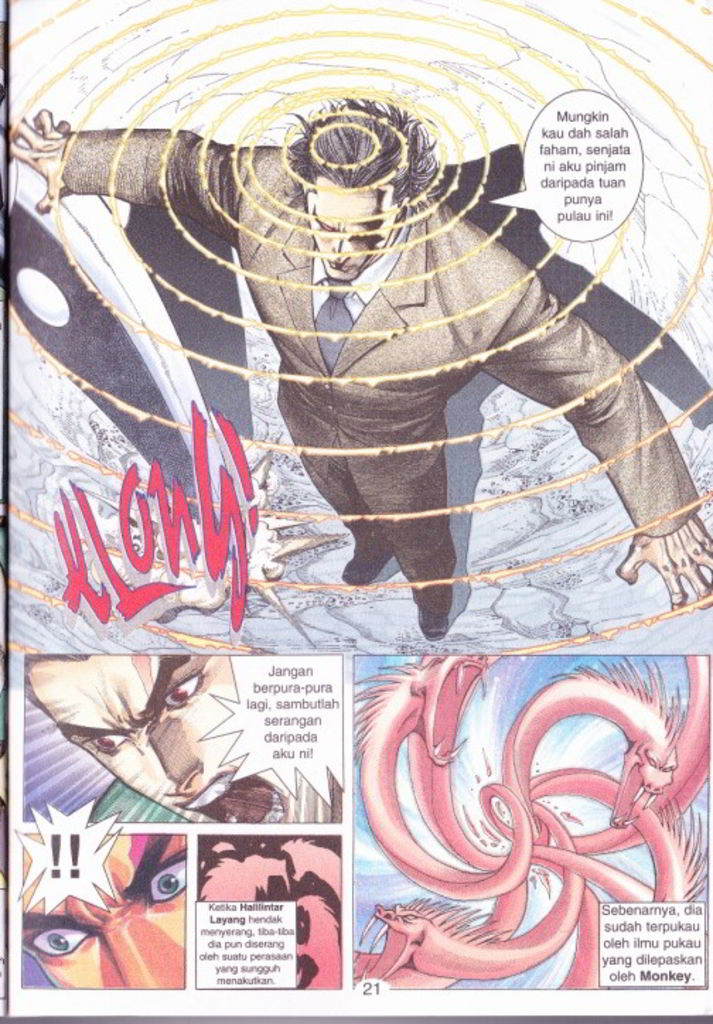 Mungkin
kau dah salah
faham, senjata
ni aku pinjam
daripada tuan
punya
pulau ini!
KLONG!
Jangan
berpura-pura
lagi, sambutlah
serangan
daripada
aku ni!
!!
Ketika Halilintar
Layang hendak
menyerang, tiba-tiba
dia pun diserang
oleh suatu perasaan
yang sungguh
menakutkan.
Sebenarnya, dia
sudah terpukau
oleh ilmu pukau
yang dilepaskan
oleh Monkey.
21